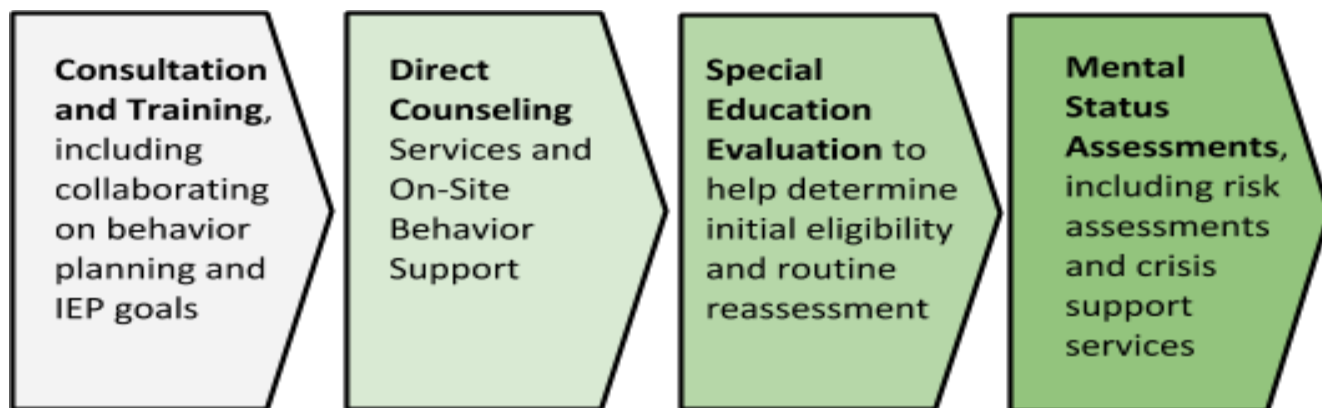 Consultation
and Training,
including
collaborating
on behavior
planning and
IEP goals
Direct
Counseling
Services and
On-Site
Behavior
Support
Special
Education
Evaluation to
help determine
initial eligibility
and routine
reassessment
Mental
Status
Assessments,
including risk
assessments
and crisis
support
services